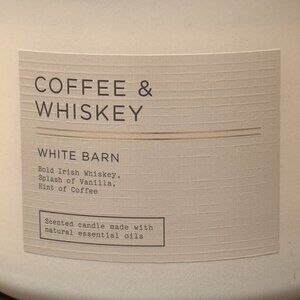 COFFEE &
WHISKEY
WHITE BARN
Bold Irish Whiskey,
Splash of Vanilla,
Hint of Coffee
Scented candle made with
natural essential oils